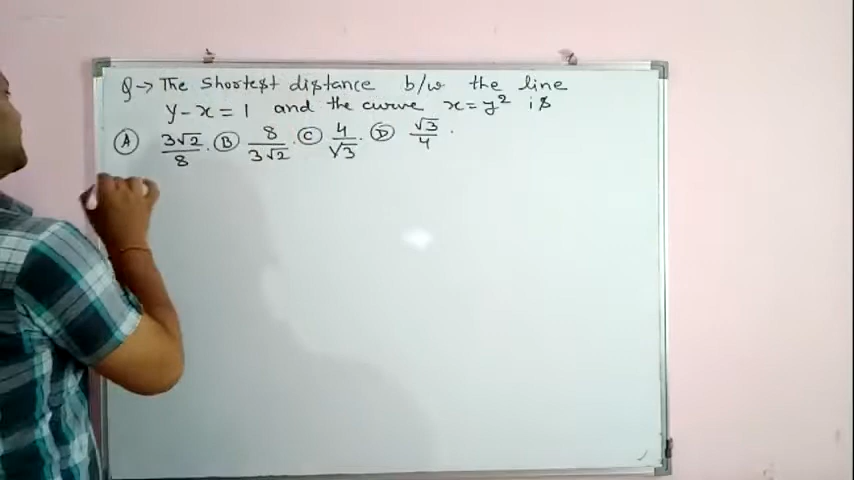 Q→ The shortest distance b/w the line
y-x=1 and the curve x=y² is
Ⓐ 3√2/8. Ⓑ 8/3√2. Ⓒ 4/√3. Ⓓ √3/4.